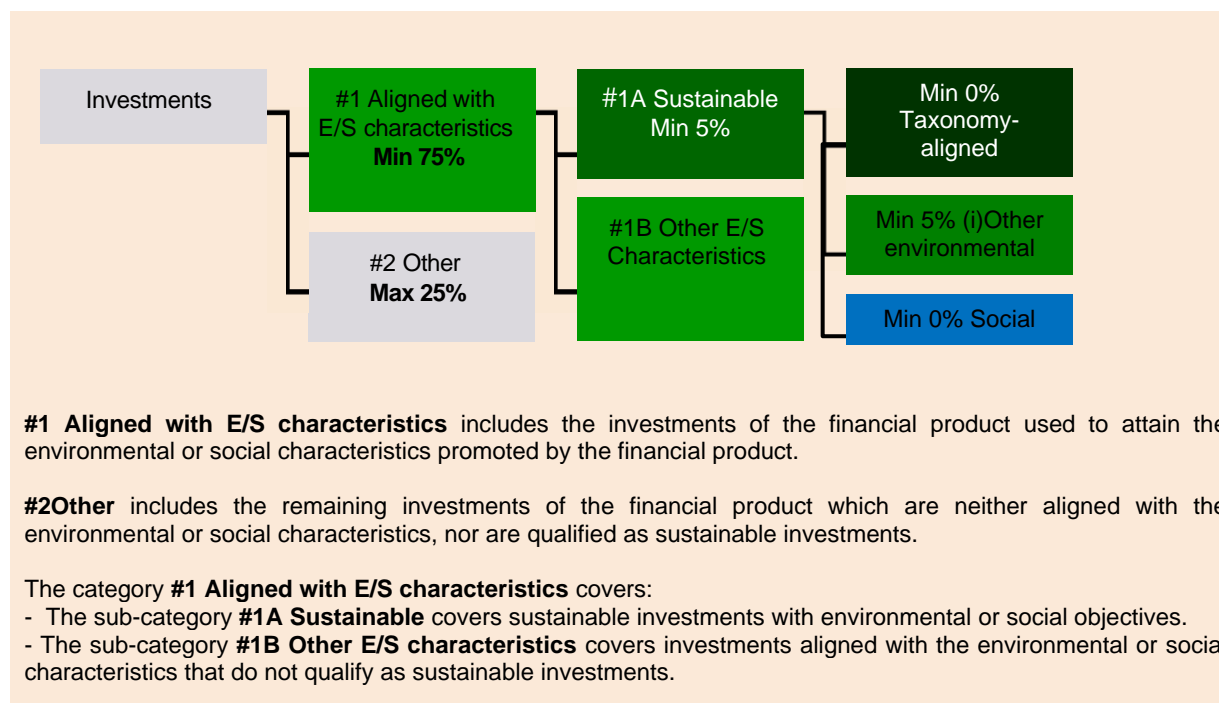 Investments
#1 Aligned with
E/S characteristics
Min 75%
#2 Other
Max 25%
#1A Sustainable
Min 5%
#1B Other E/S
Characteristics
Min 0%
Taxonomy-
aligned
Min 5% (i)Other
environmental
Min 0% Social
#1 Aligned with E/S characteristics includes the investments of the financial product used to attain the
environmental or social characteristics promoted by the financial product.
#2Other includes the remaining investments of the financial product which are neither aligned with the
environmental or social characteristics, nor are qualified as sustainable investments.
The category #1 Aligned with E/S characteristics covers:
- The sub-category #1A Sustainable covers sustainable investments with environmental or social objectives.
- The sub-category #1B Other E/S characteristics covers investments aligned with the environmental or social
characteristics that do not qualify as sustainable investments.